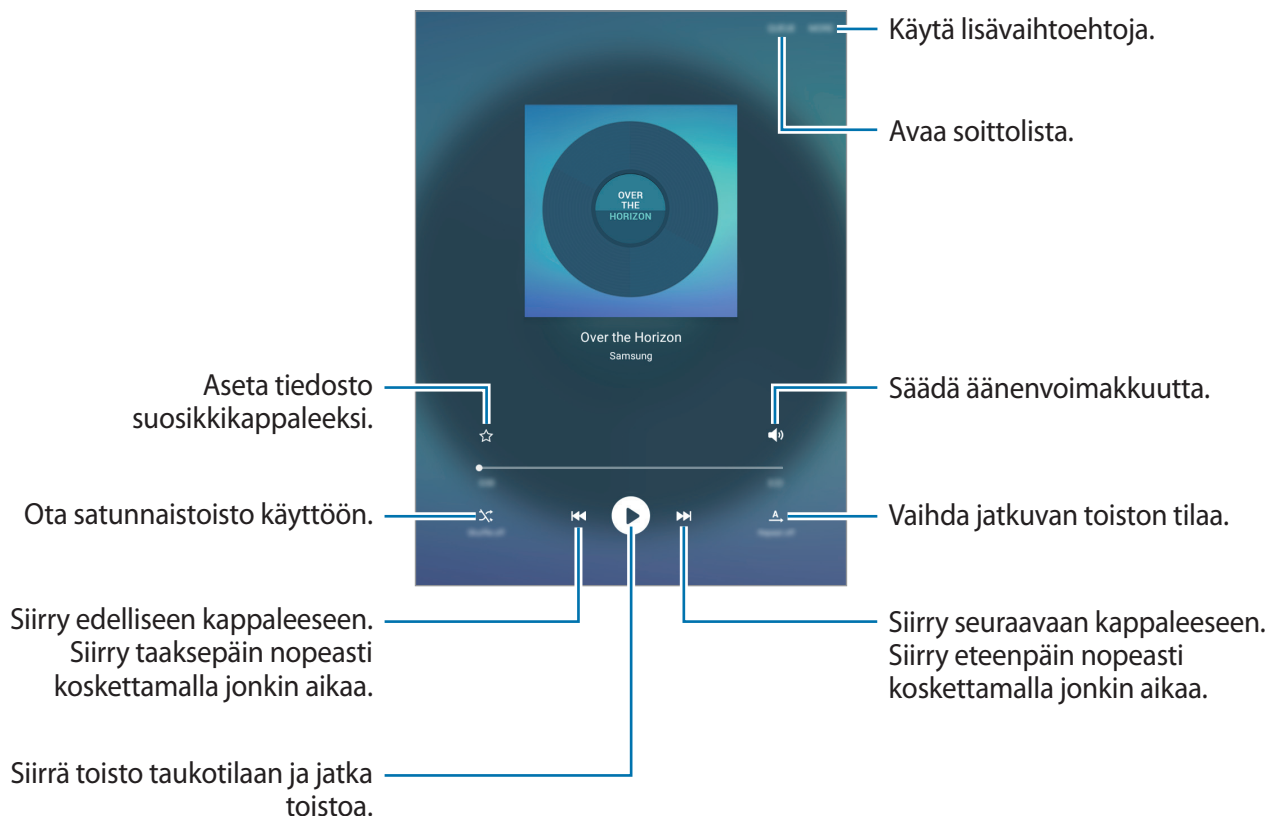 Käytä lisävaihtoehtoja.
Avaa soittolista.
OVER
THE
HORIZON
Over the Horizon
Samsung
Aseta tiedosto
suosikkikappaleeksi.
Säädä äänenvoimakkuutta.
Ota satunnaistoisto käyttöön.
A
Vaihda jatkuvan toiston tilaa.
Siirry edelliseen kappaleeseen.
Siirry taaksepäin nopeasti
koskettamalla jonkin aikaa.
Siirry seuraavaan kappaleeseen.
Siirry eteenpäin nopeasti
koskettamalla jonkin aikaa.
Siirrä toisto taukotilaan ja jatka
toistoa.